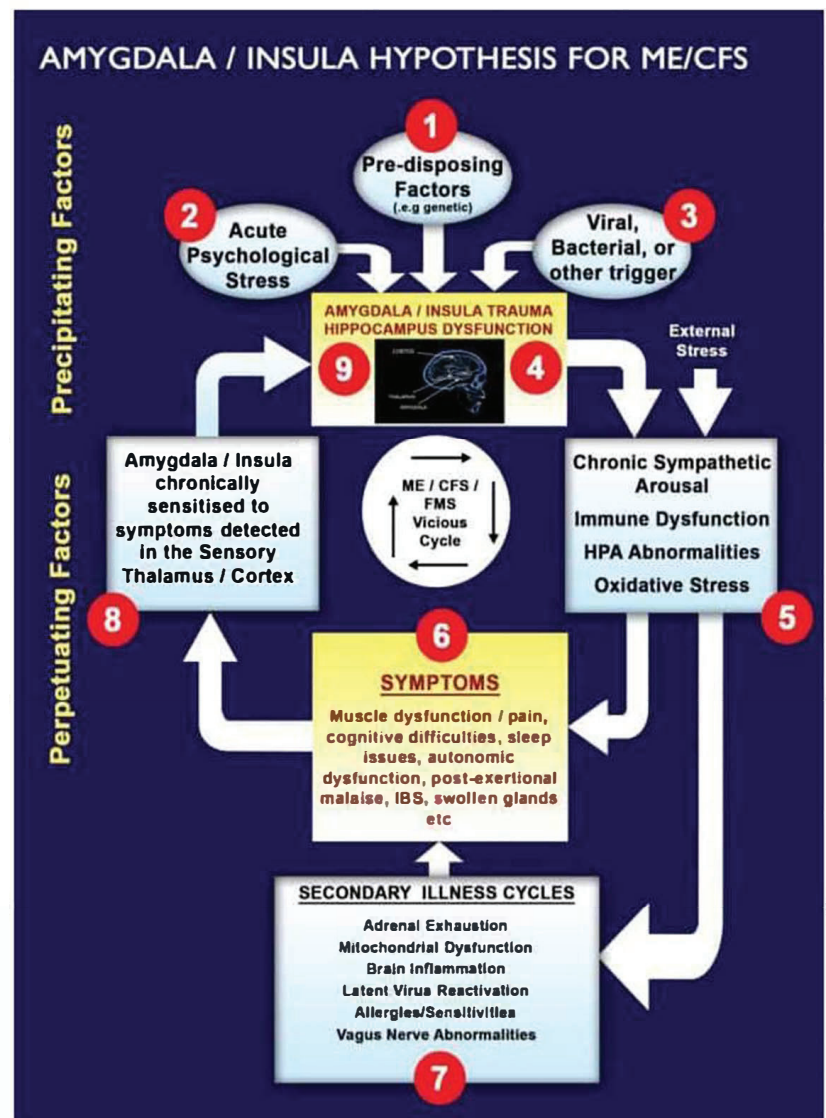 AMYGDALA / INSULA HYPOTHESIS FOR ME/CFS
Precipitating Factors
Perpetuating Factors
1
Pre-disposing
Factors
(.e.g genetic)
2
Acute
Psychological
Stress
3
Viral,
Bacterial, or
other trigger
AMYGDALA / INSULA TRAUMA
HIPPOCAMPUS DYSFUNCTION
9
CORTEX
THALAMUS
AMYGDALA
4
External
Stress
Chronic Sympathetic
Arousal
Immune Dysfunction
HPA Abnormalities
Oxidative Stress
5
ME / CFS /
FMS
Vicious
Cycle
Amygdala / Insula
chronically
sensitised to
symptoms detected
in the Sensory
Thalamus / Cortex
8
6
SYMPTOMS
Muscle dysfunction / pain,
cognitive difficulties, sleep
issues, autonomic
dysfunction, post-exertional
malaise, IBS, swollen glands
etc
SECONDARY ILLNESS CYCLES
Adrenal Exhaustion
Mitochondrial Dysfunction
Brain Inflammation
Latent Virus Reactivation
Allergies/Sensitivities
Vagus Nerve Abnormalities
7